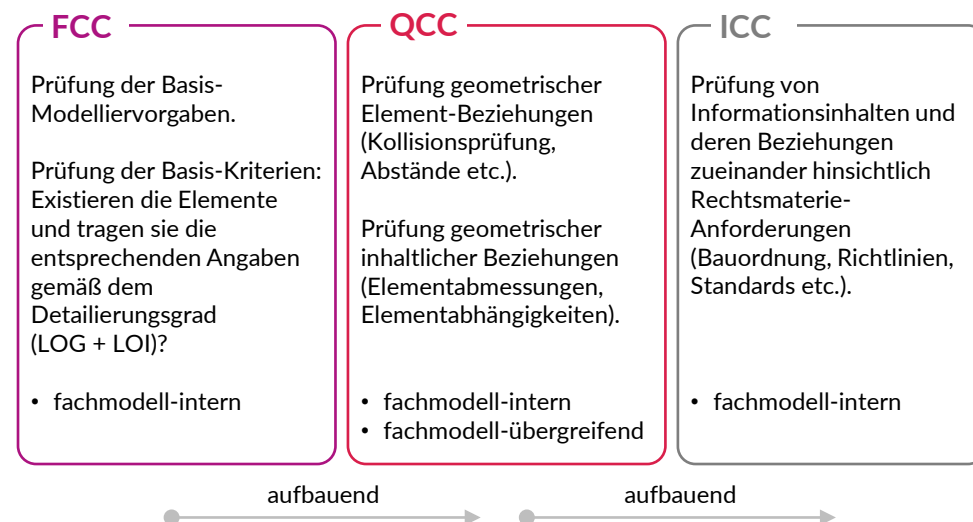 FCC
Prüfung der Basis-
Modelliervorgaben.
Prüfung der Basis-Kriterien:
Existieren die Elemente
und tragen sie die
entsprechenden Angaben
gemäß dem
Detailierungsgrad
(LOG + LOI)?
• fachmodell-intern
QCC
Prüfung geometrischer
Element-Beziehungen
(Kollisionsprüfung,
Abstände etc.).
Prüfung geometrischer
inhaltlicher Beziehungen
(Elementabmessungen,
Elementabhängigkeiten).
• fachmodell-intern
• fachmodell-übergreifend
ICC
Prüfung von
Informationsinhalten und
deren Beziehungen
zueinander hinsichtlich
Rechtsmaterie-
Anforderungen
(Bauordnung, Richtlinien,
Standards etc.).
• fachmodell-intern
aufbauend
aufbauend